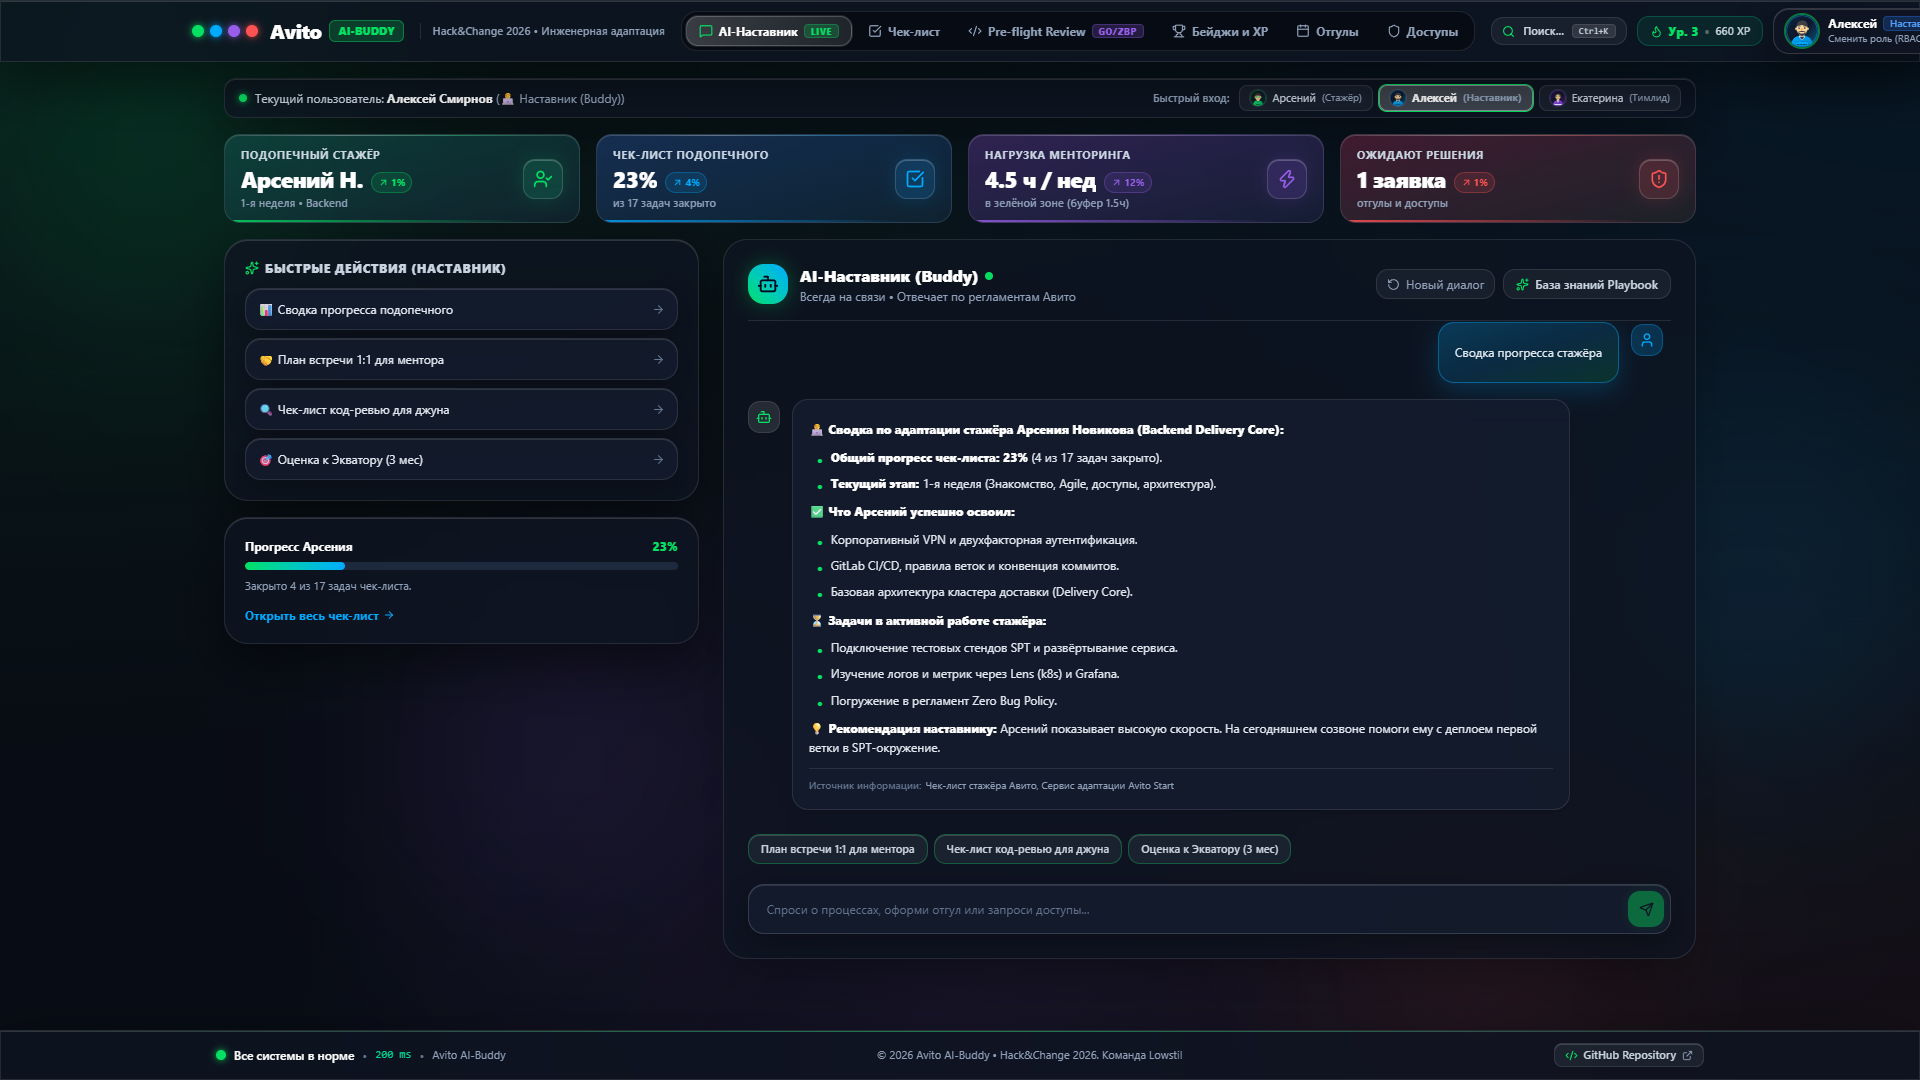 Avito AI-BUDDY Hack&Change 2026 • Инженерная адаптация AI-Наставник LIVE Чек-лист Pre-flight Review GO/ZBP Бейджи и XP Отгулы Доступы Поиск... Ctrl+K Ур. 3 • 660 XP Алексей Настав
Сменить роль (RBAC
Текущий пользователь: Алексей Смирнов ( Наставник (Buddy)) Быстрый вход: Арсений (Стажёр) Алексей (Наставник) Екатерина (Тимлид)
ПОДОПЕЧНЫЙ СТАЖЁР
Арсений Н. 1%
1-я неделя • Backend
ЧЕК-ЛИСТ ПОДОПЕЧНОГО
23% 4%
из 17 задач закрыто
НАГРУЗКА МЕНТОРИНГА
4.5 ч / нед 12%
в зелёной зоне (буфер 1.5ч)
ОЖИДАЮТ РЕШЕНИЯ
1 заявка 1%
отгулы и доступы
БЫСТРЫЕ ДЕЙСТВИЯ (НАСТАВНИК)
Сводка прогресса подопечного
План встречи 1:1 для ментора
Чек-лист код-ревью для джуна
Оценка к Экватору (3 мес)
Прогресс Арсения 23%
Закрыто 4 из 17 задач чек-листа.
Открыть весь чек-лист →
AI-Наставник (Buddy)
Всегда на связи • Отвечает по регламентам Авито
Новый диалог База знаний Playbook
Сводка прогресса стажёра
Сводка по адаптации стажёра Арсения Новикова (Backend Delivery Core):
Общий прогресс чек-листа: 23% (4 из 17 задач закрыто).
Текущий этап: 1-я неделя (Знакомство, Agile, доступы, архитектура).
Что Арсений успешно освоил:
Корпоративный VPN и двухфакторная аутентификация.
GitLab CI/CD, правила веток и конвенция коммитов.
Базовая архитектура кластера доставки (Delivery Core).
Задачи в активной работе стажёра:
Подключение тестовых стендов SPT и развёртывание сервиса.
Изучение логов и метрик через Lens (k8s) и Grafana.
Погружение в регламент Zero Bug Policy.
Рекомендация наставнику: Арсений показывает высокую скорость. На сегодняшнем созвоне помоги ему с деплоем первой
ветки в SPT-окружение.
Источник информации: Чек-лист стажёра Авито, Сервис адаптации Avito Start
План встречи 1:1 для ментора Чек-лист код-ревью для джуна Оценка к Экватору (3 мес)
Спроси о процессах, оформи отгул или запроси доступы...
Все системы в норме • 200 ms • Avito AI-Buddy © 2026 Avito AI-Buddy • Hack&Change 2026. Команда Lowstil GitHub Repository